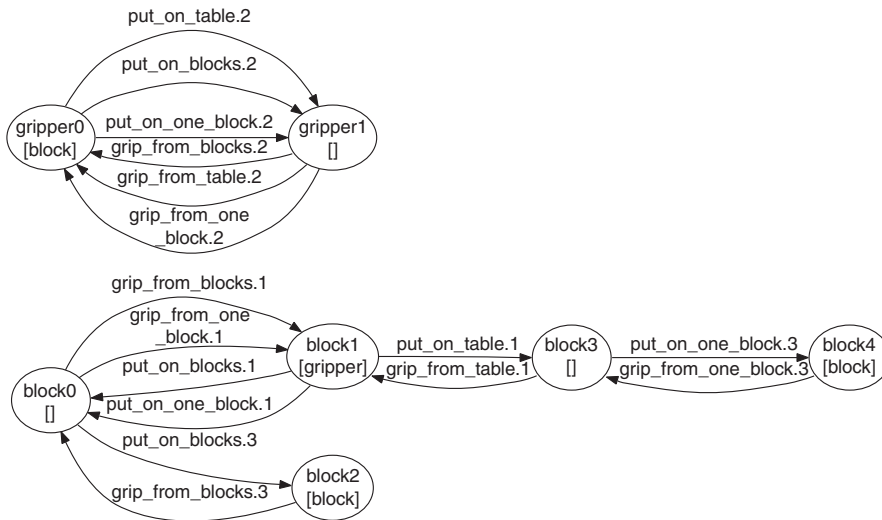 put_on_table.2
put_on_blocks.2
gripper0
[block]
put_on_one_block.2
gripper1
[]
grip_from_blocks.2
grip_from_table.2
grip_from_one
_block.2
grip_from_blocks.1
grip_from_one
_block.1
put_on_blocks.1
put_on_one_block.1
block0
[]
block1
[gripper]
put_on_table.1
grip_from_table.1
block3
[]
put_on_one_block.3
grip_from_one_block.3
block4
[block]
put_on_blocks.3
grip_from_blocks.3
block2
[block]